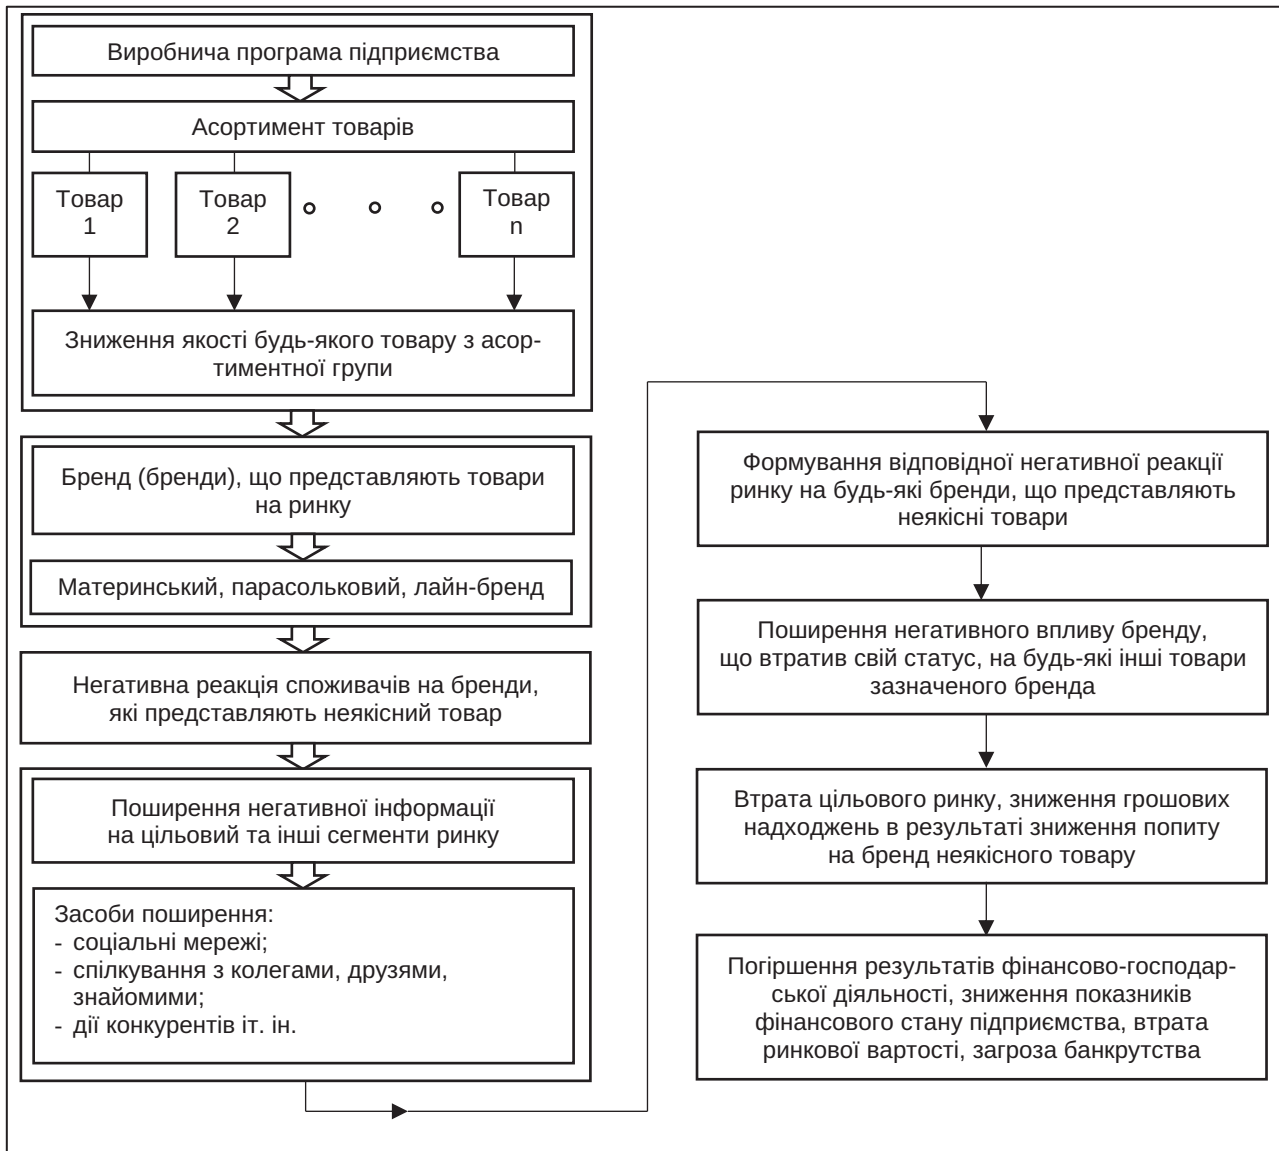 Виробнича програма підприємства
Асортимент товарів
Товар
1
Товар
2
Товар
n
Зниження якості будь-якого товару з асор-
тиментної групи
Бренд (бренди), що представляють товари
на ринку
Материнський, парасольковий, лайн-бренд
Негативна реакція споживачів на бренди,
які представляють неякісний товар
Поширення негативної інформації
на цільовий та інші сегменти ринку
Засоби поширення:
- соціальні мережі;
- спілкування з колегами, друзями,
знайомими;
- дії конкурентів іт. ін.
Формування відповідної негативної реакції
ринку на будь-які бренди, що представляють
неякісні товари
Поширення негативного впливу бренду,
що втратив свій статус, на будь-які інші товари
зазначеного бренда
Втрата цільового ринку, зниження грошових
надходжень в результаті зниження попиту
на бренд неякісного товару
Погіршення результатів фінансово-господар-
ської діяльності, зниження показників
фінансового стану підприємства, втрата
ринкової вартості, загроза банкрутства